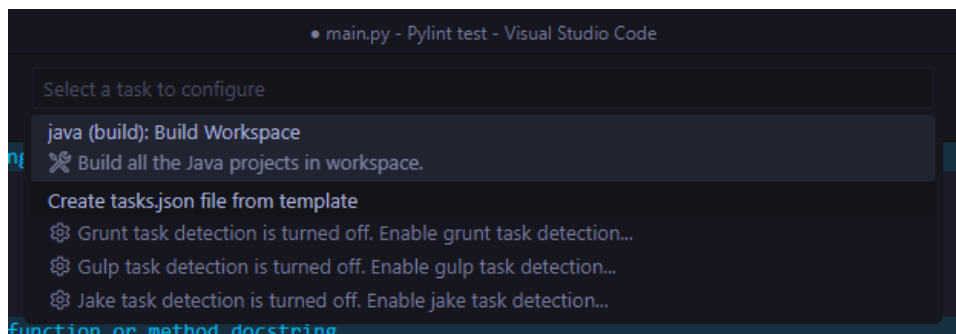 ● main.py - Pylint test - Visual Studio Code
Select a task to configure
java (build): Build Workspace
Build all the Java projects in workspace.
Create tasks.json file from template
Grunt task detection is turned off. Enable grunt task detection...
Gulp task detection is turned off. Enable gulp task detection...
Jake task detection is turned off. Enable jake task detection...
function or method docstring